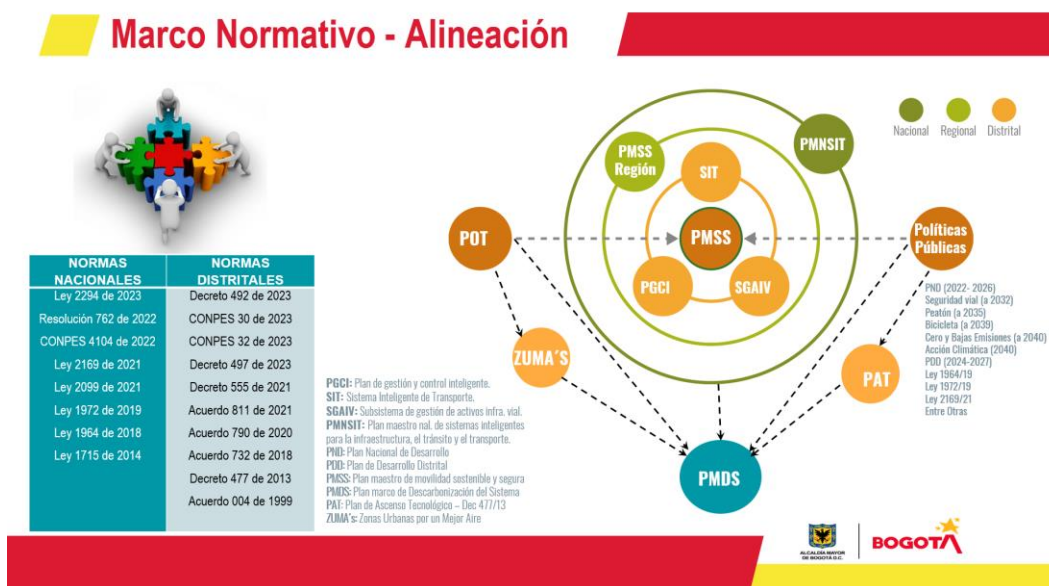 Marco Normativo - Alineación
NORMAS
NACIONALES
NORMAS
DISTRITALES
Ley 2294 de 2023
Decreto 492 de 2023
Resolución 762 de 2022
CONPES 30 de 2023
CONPES 4104 de 2022
CONPES 32 de 2023
Ley 2169 de 2021
Decreto 497 de 2023
Ley 2099 de 2021
Decreto 555 de 2021
Ley 1972 de 2019
Acuerdo 811 de 2021
Ley 1964 de 2018
Acuerdo 790 de 2020
Ley 1715 de 2014
Acuerdo 732 de 2018
Decreto 477 de 2013
Acuerdo 004 de 1999
PGCI: Plan de gestión y control inteligente.
SIT: Sistema Inteligente de Transporte.
SGAIV: Subsistema de gestión de activos infra. vial.
PMNSIT: Plan maestro nal. de sistemas inteligentes
para la infraestructura, el tránsito y el transporte.
PND: Plan Nacional de Desarrollo
PDD: Plan de Desarrollo Distrital
PMSS: Plan maestro de movilidad sostenible y segura
PMDS: Plan marco de Descarbonización del Sistema
PAT: Plan de Ascenso Tecnológico – Dec 477/13
ZUMA's: Zonas Urbanas por un Mejor Aire
Nacional
Regional
Distrital
PMNSIT
PMSS
Región
SIT
POT
PMSS
Políticas
Públicas
PGCI
SGAIV
ZUMA´S
PAT
PMDS
PND (2022- 2026)
Seguridad vial (a 2032)
Peatón (a 2035)
Bicicleta (a 2039)
Cero y Bajas Emisiones (a 2040)
Acción Climática (2040)
PDD (2024-2027)
Ley 1964/19
Ley 1972/19
Ley 2169/21
Entre Otras
ALCALDÍA MAYOR
DE BOGOTÁ D.C.
BOGOTÁ